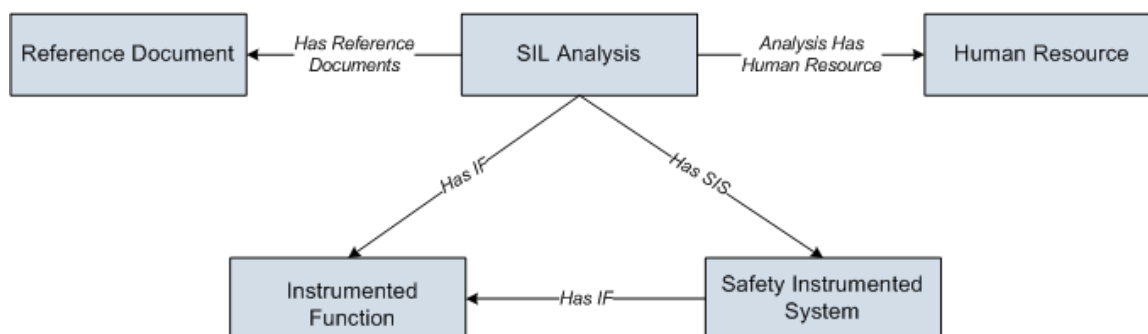 Reference Document
Has Reference
Documents
SIL Analysis
Analysis Has
Human Resource
Human Resource
Has IF
Has SIS
Instrumented
Function
Has IF
Safety Instrumented
System